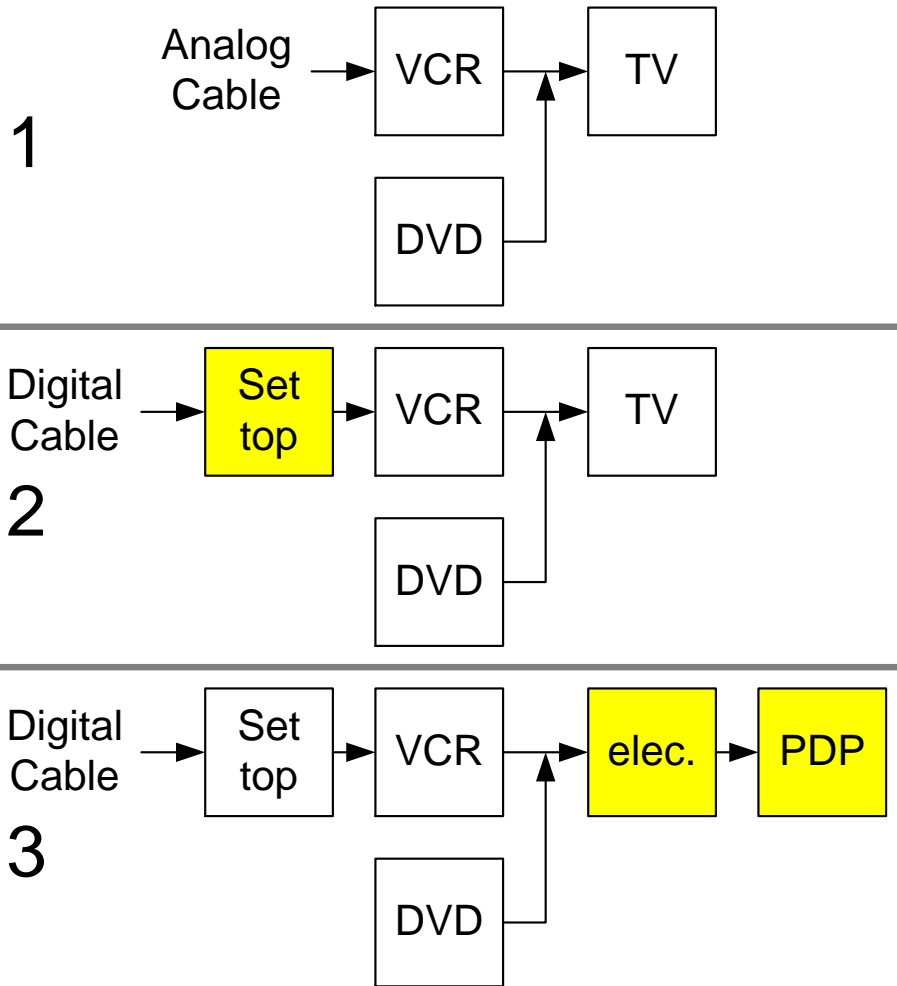 Analog
Cable
VCR
TV
1
DVD
Digital
Cable
Set
top
VCR
TV
2
DVD
Digital
Cable
Set
top
VCR
elec.
PDP
3
DVD